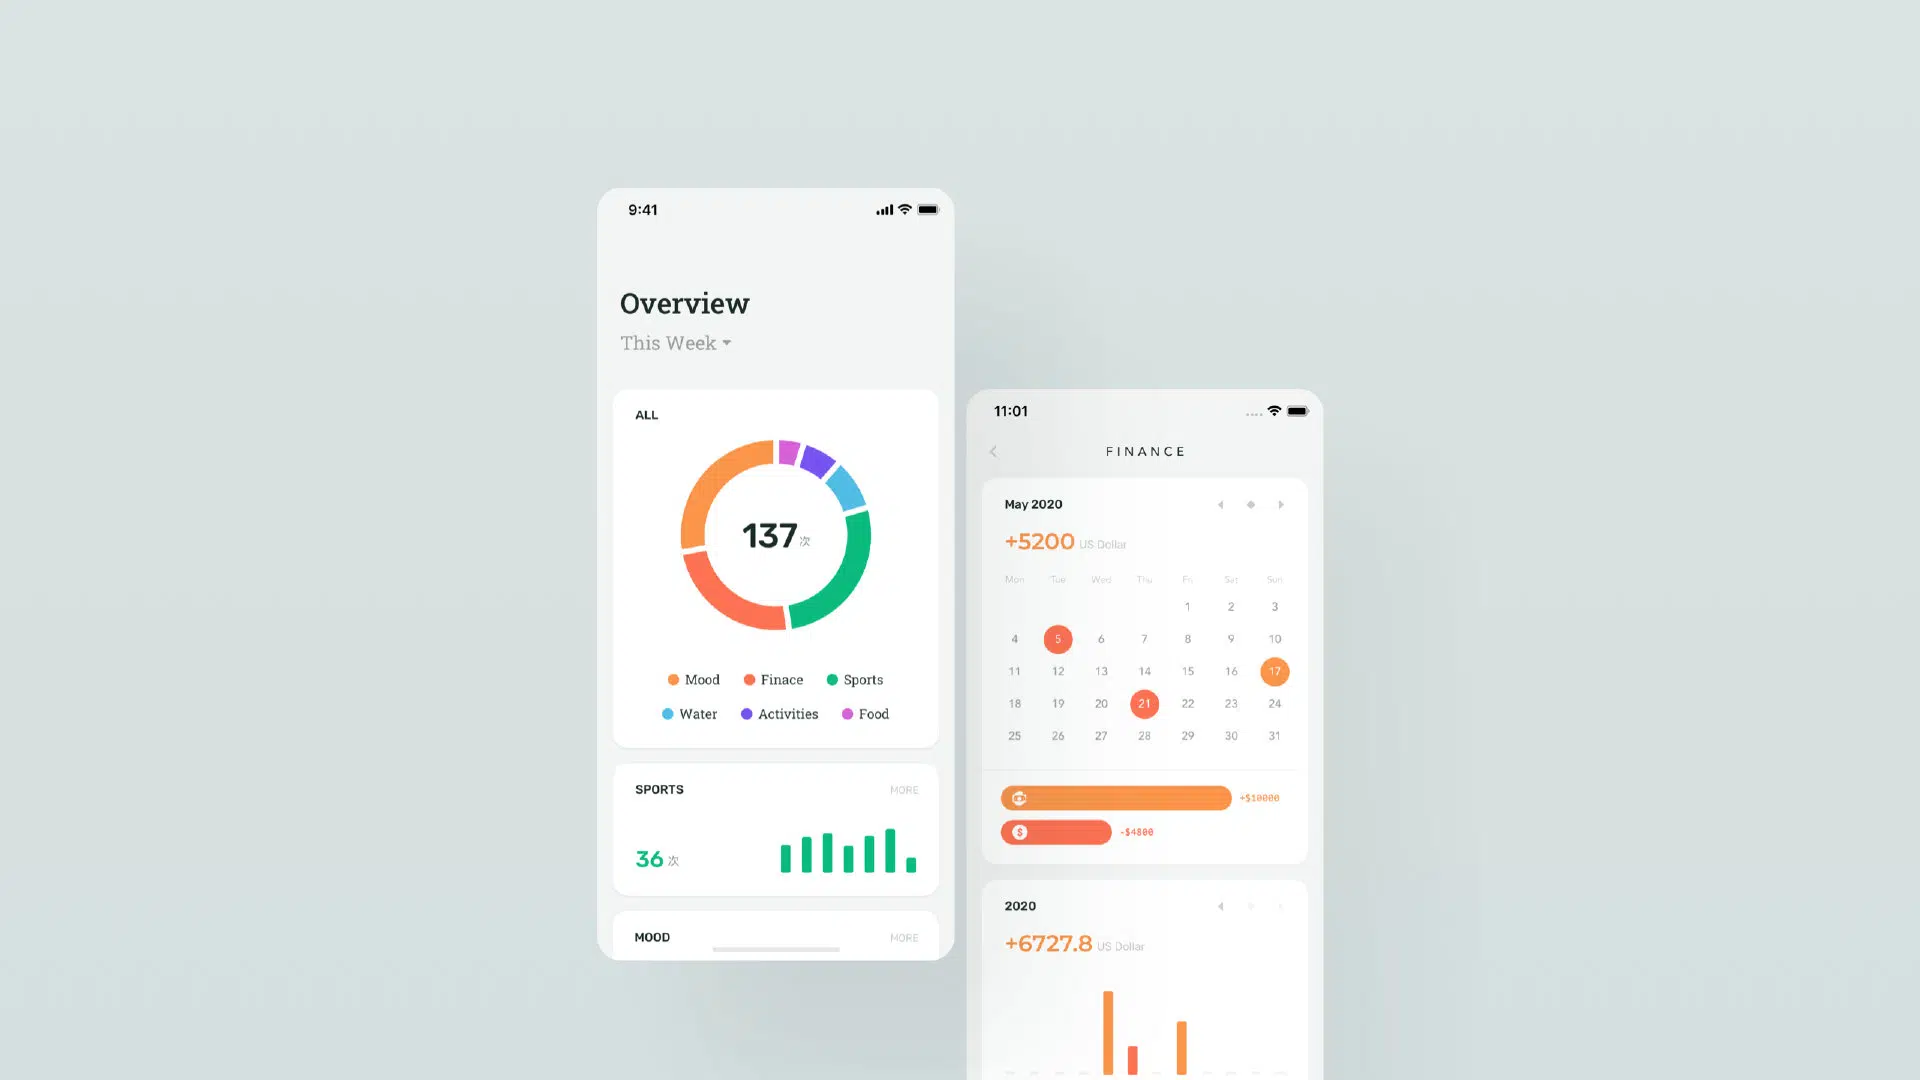 9:41
Overview
This Week
ALL
137次
Mood Finace Sports
Water Activities Food
SPORTS MORE
36 次
MOOD MORE
11:01
FINANCE
May 2020
+5200 US Dollar
Mon Tue Wed Thu Fri Sat Sun
1 2 3
4 5 6 7 8 9 10
11 12 13 14 15 16 17
18 19 20 21 22 23 24
25 26 27 28 29 30 31
+$10000
$ -$4800
2020
+6727.8 US Dollar